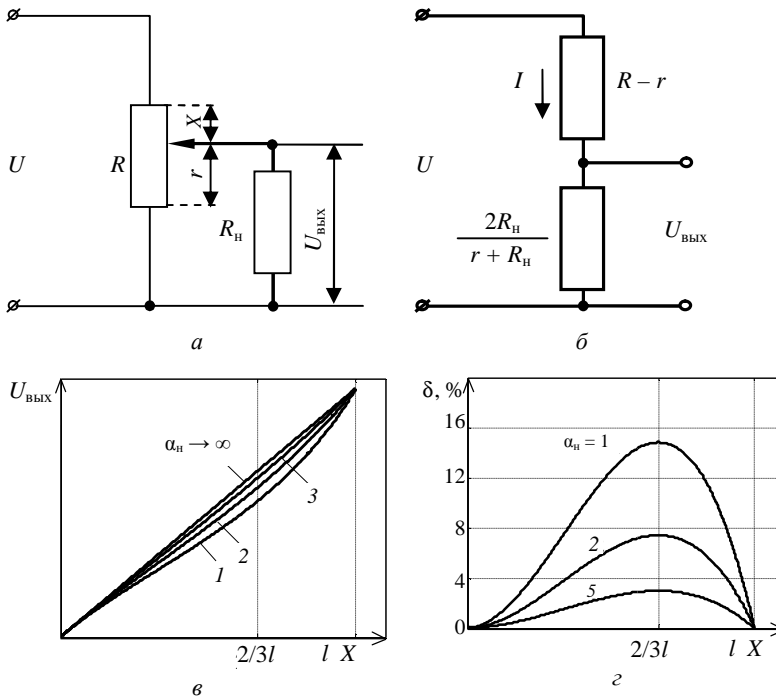 U
R
X
r
Rн
Uвых
а
U
I
R – r
2Rн
r + Rн
Uвых
б
Uвых
αн → ∞
3
2
1
2/3l
l X
в
δ, %
16
12
8
4
0
αн = 1
2
5
2/3l
l X
г